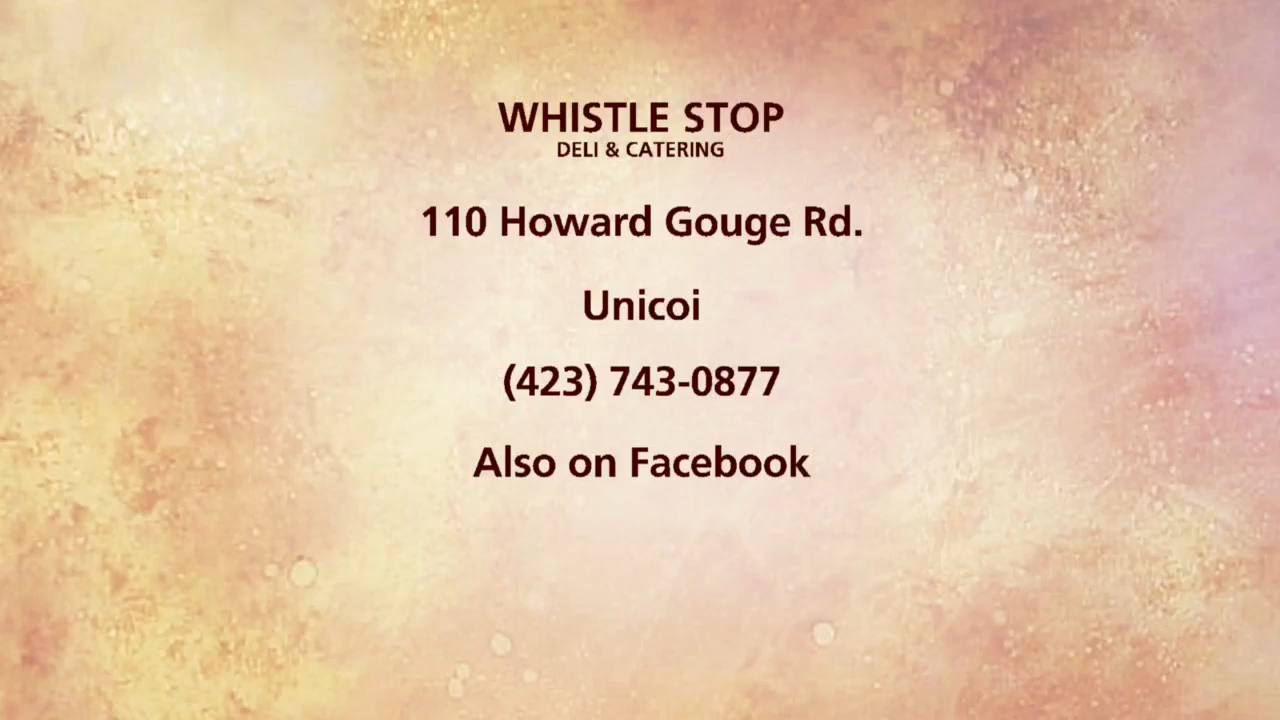 WHISTLE STOP
DELI & CATERING
110 Howard Gouge Rd.
Unicoi
(423) 743-0877
Also on Facebook